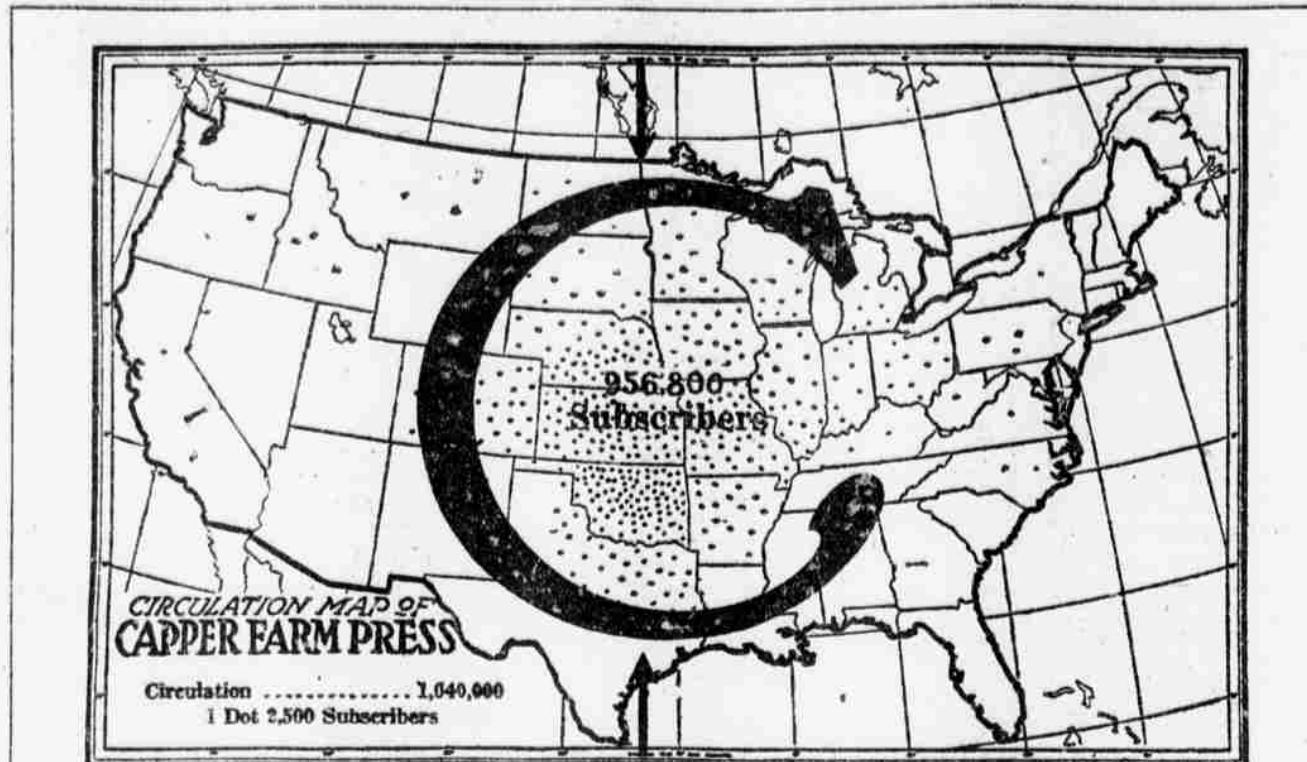 C
956,800
Subscribers
CIRCULATION MAP OF
CAPPER FARM PRESS
Circulation .............. 1,040,000
1 Dot 2,500 Subscribers